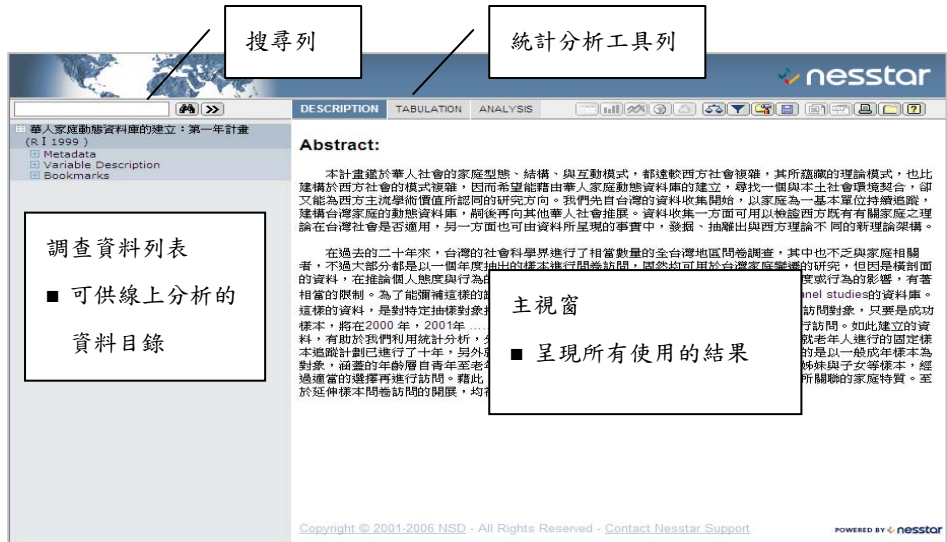 搜尋列
統計分析工具列
nesstar
DESCRIPTION TABULATION ANALYSIS
華人家庭動態資料庫的建立：第一年計畫
(RⅠ1999 )
Metadata
Variable Description
Bookmarks
Abstract:
本計畫鑑於華人社會的家庭型態、結構、與互動模式，都遠較西方社會複雜，其所蘊藏的理論模式，也比
建構於西方社會的模式複雜，因而希望能藉由華人家庭動態資料庫的建立，尋找一個與本土社會環境契合，卻
又能為西方主流學術價值所認同的研究方向。我們先自台灣的資料收集開始，以家庭為一基本單位持續追蹤，
建構台灣家庭的動態資料庫，嗣後再向其他華人社會推展。資料收集一方面可用以檢證西方既有有關家庭之理
論在台灣社會是否適用，另一方面也可由資料所呈現的事實中，發掘、抽離出與西方理論不同的新理論架構。
在過去的二十年來，台灣的社會科學界進行了相當數量的全台灣地區問卷調查，其中也不乏與家庭相關
者，不過大部分都是以一個年度抽出的樣本進行問卷訪問，固然均可用於台灣家庭變遷的研究，但因是橫剖面
的資料，在推論個人態度與行為的 度或行為的影響，有著
相當的限制。為了能彌補這樣的 nel studies的資料庫。
這樣的資料，是對特定抽樣對象 訪問對象，只要是成功
樣本，將在2000 年，2001年 ...... 行訪問。如此建立的資
料，有助於我們利用統計分析， 就老年人進行的固定樣
本追蹤計劃已進行了十年，另外 的是以一般成年樣本為
對象，涵蓋的年齡層自青年至老 姊妹與子女等樣本，經
過適當的選擇再進行訪問。藉此 所關聯的家庭特質。至
於延伸樣本問卷訪問的開展，均
調查資料列表
■ 可供線上分析的
資料目錄
主視窗
■ 呈現所有使用的結果
Copyright © 2001-2006 NSD - All Rights Reserved - Contact Nesstar Support
POWERED BY nesstar